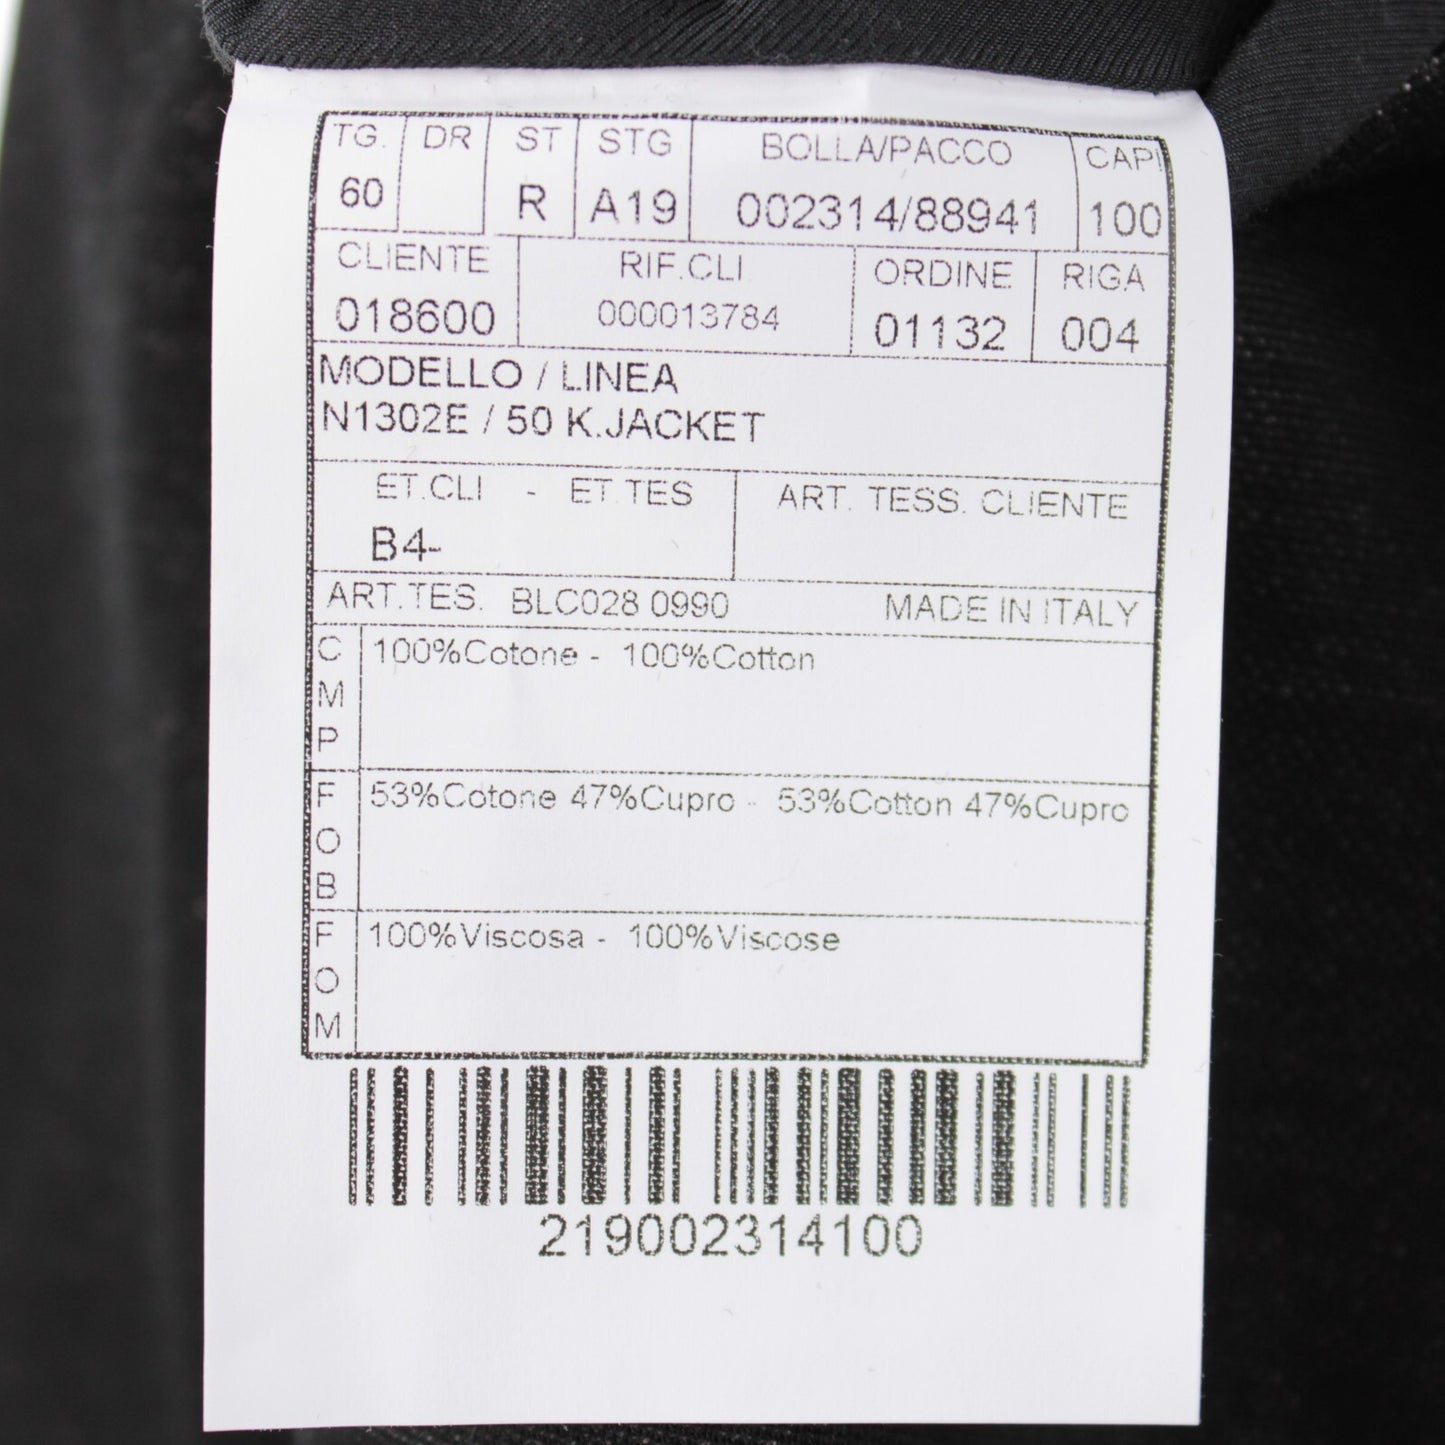 TG. DR ST STG BOLLA/PACCO CAPI
60 R A19 002314/88941 100
CLIENTE RIF.CLI ORDINE RIGA
018600 000013784 01132 004
MODELLO / LINEA
N1302E / 50 K.JACKET
ET.CLI - ET.TES ART. TESS. CLIENTE
B4-
ART.TES. BLC028 0990 MADE IN ITALY
CMP 100%Cotone - 100%Cotton
FOB 53%Cotone 47%Cupro - 53%Cotton 47%Cupro
FOM 100%Viscosa - 100%Viscose
219002314100